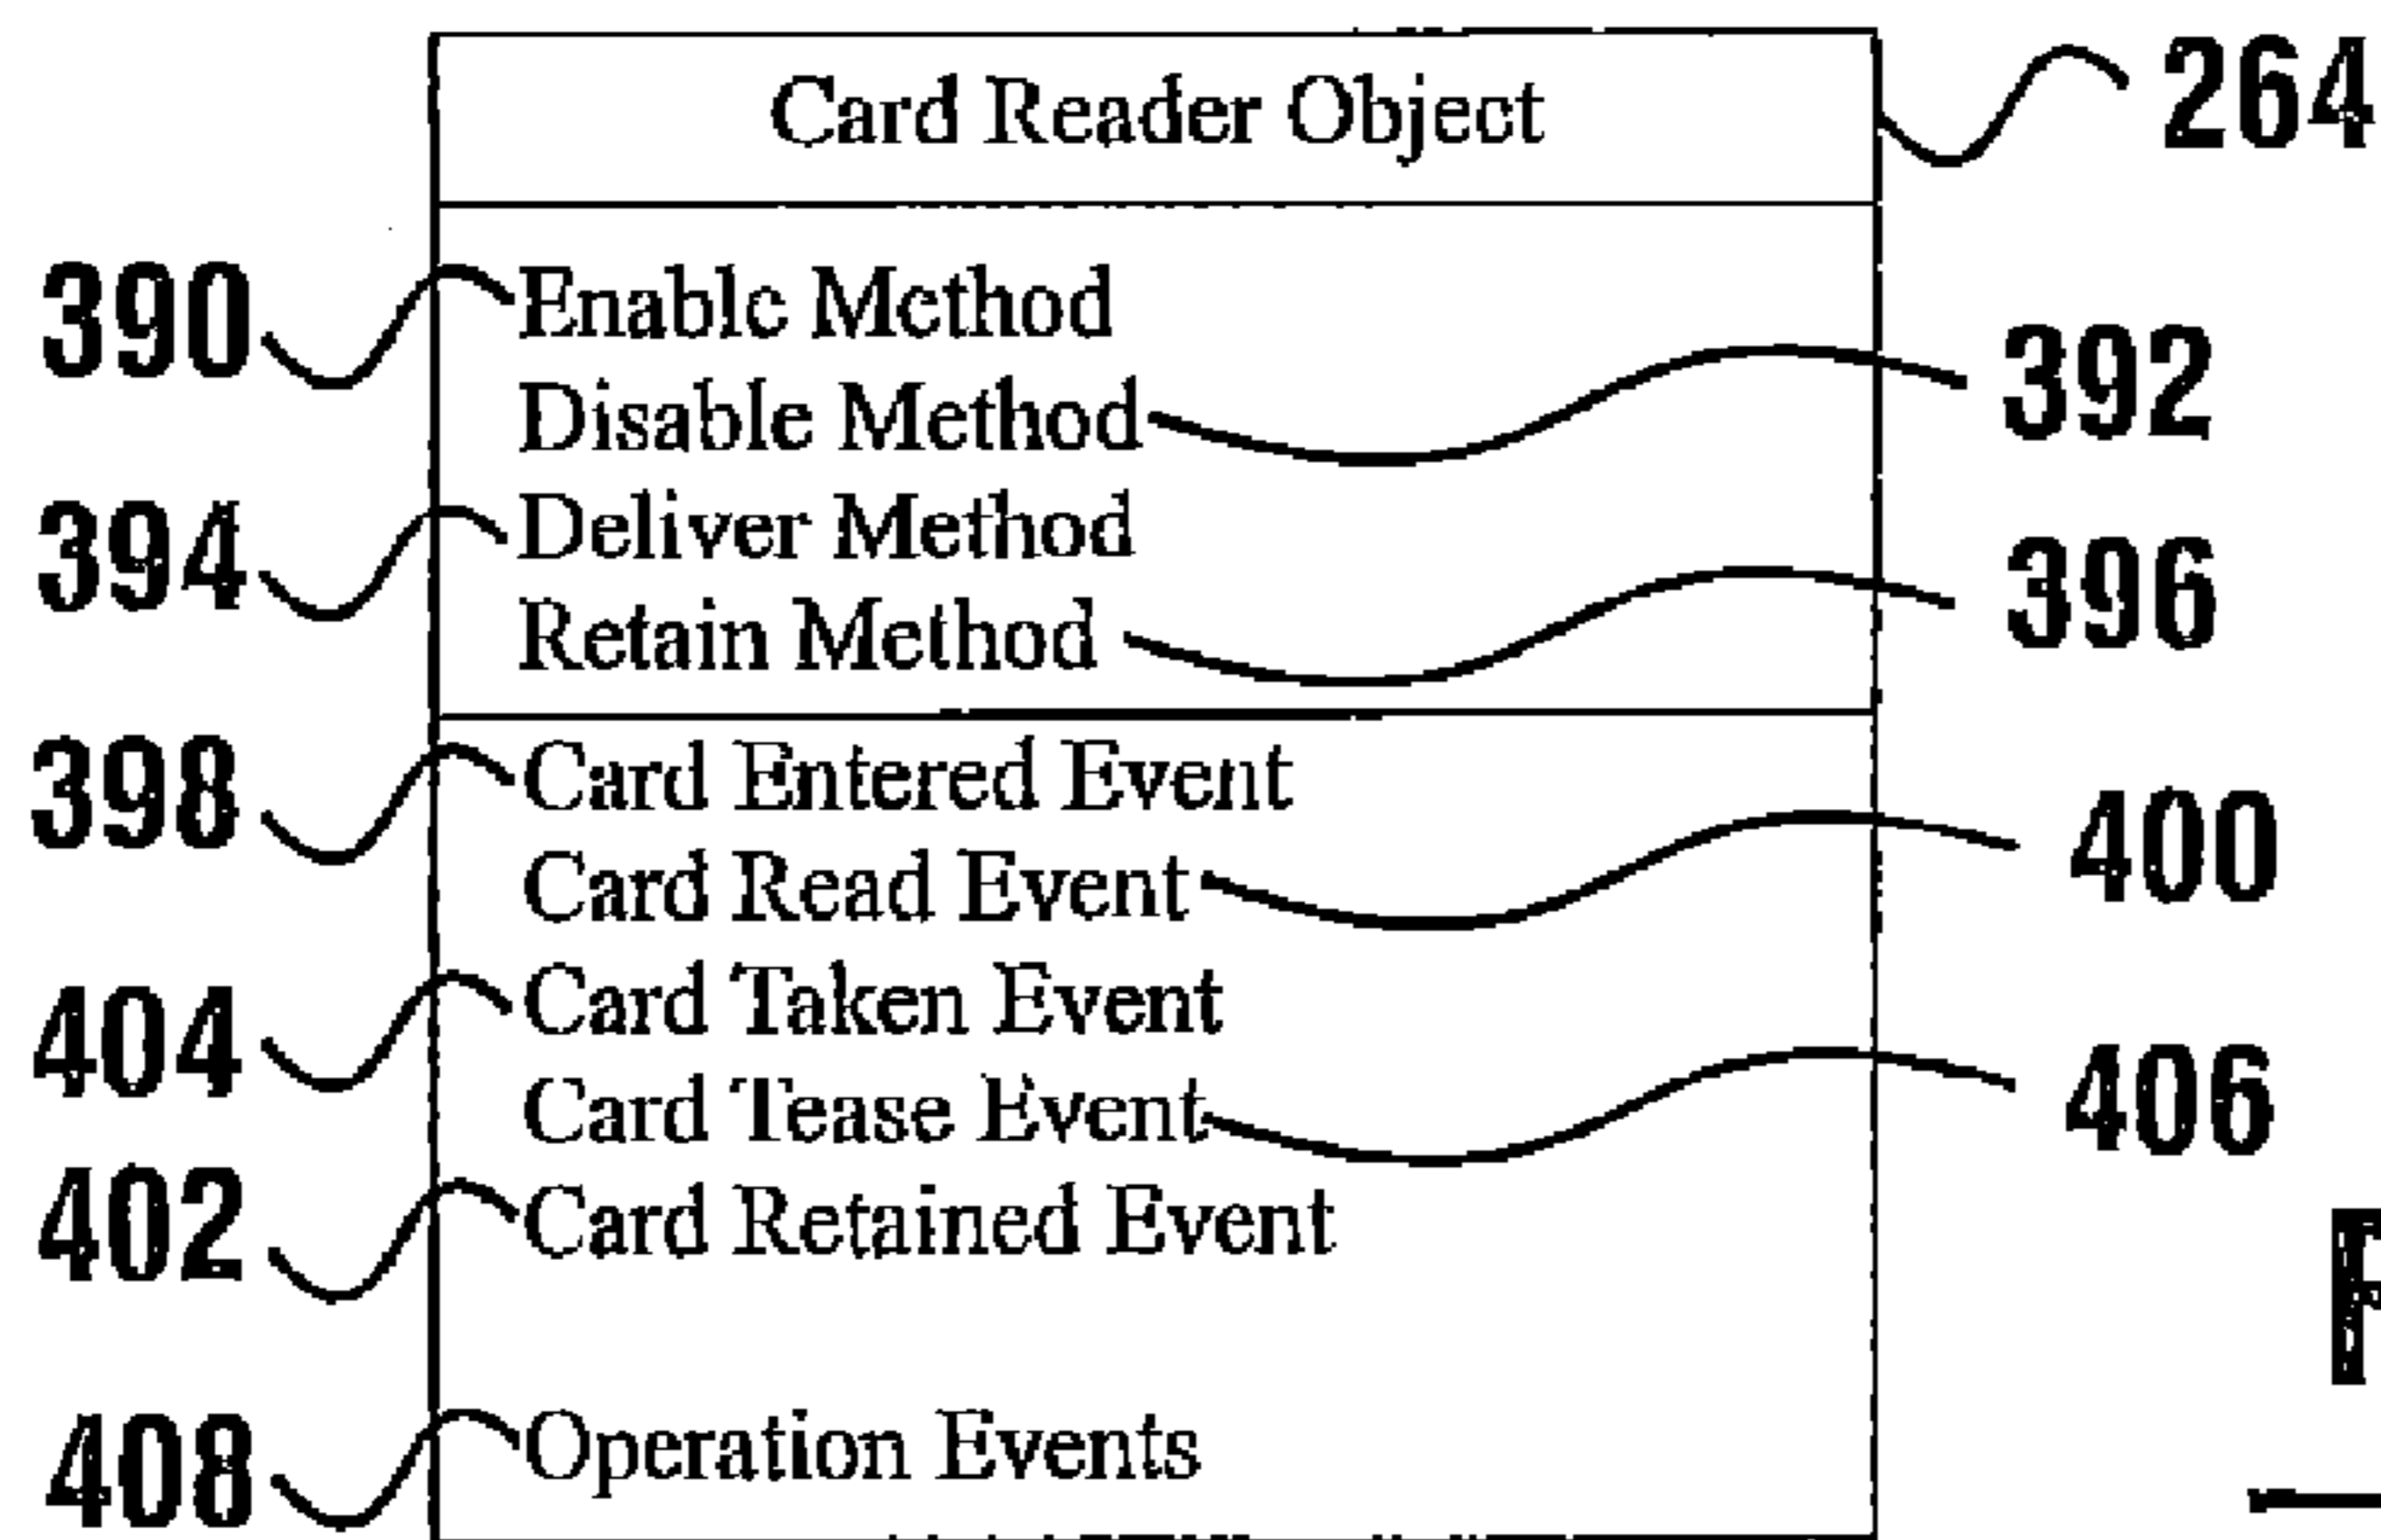 Card Reader Object 264
390 Enable Method
Disable Method 392
394 Deliver Method
Retain Method 396
398 Card Entered Event
Card Read Event 400
404 Card Taken Event
Card Tease Event 406
402 Card Retained Event
408 Operation Events